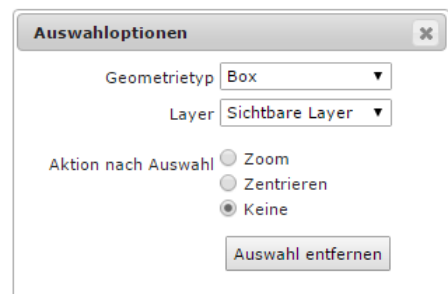 Auswahloptionen
Geometrietyp Box
Layer Sichtbare Layer
Aktion nach Auswahl Zoom
Zentrieren
Keine
Auswahl entfernen